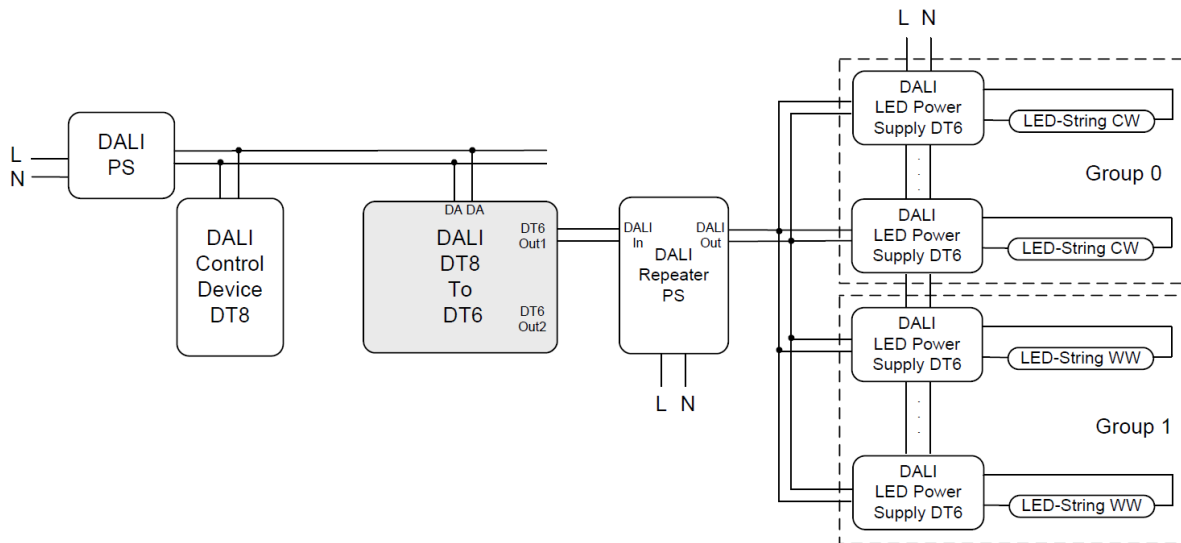 L N
DALI
LED Power
Supply DT6
LED-String CW
DALI
PS
L
N
Group 0
DA DA
DALI
Control
Device
DT8
DALI
DT8
To
DT6
DT6
Out1
DT6
Out2
DALI
In
DALI
Out
DALI
Repeater
PS
DALI
LED Power
Supply DT6
LED-String CW
DALI
LED Power
Supply DT6
LED-String WW
L N
Group 1
DALI
LED Power
Supply DT6
LED-String WW